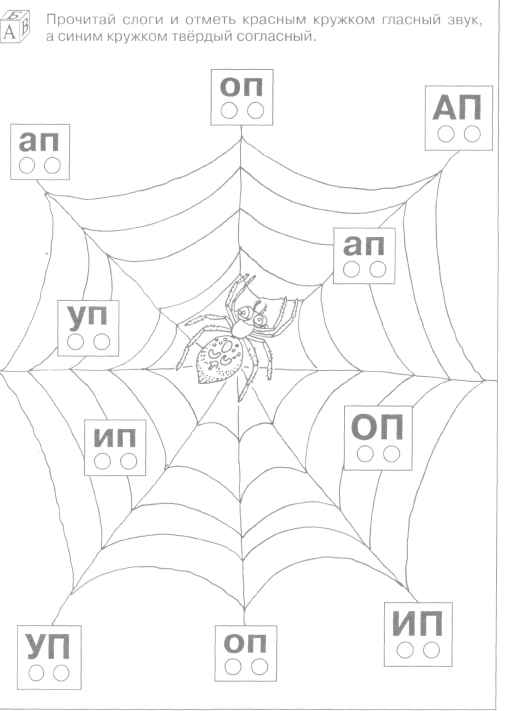 Прочитай слоги и отметь красным кружком гласный звук,
а синим кружком твёрдый согласный.
Б
А В
оп
АП
ап
ап
уп
ОП
ип
ИП
УП
оп